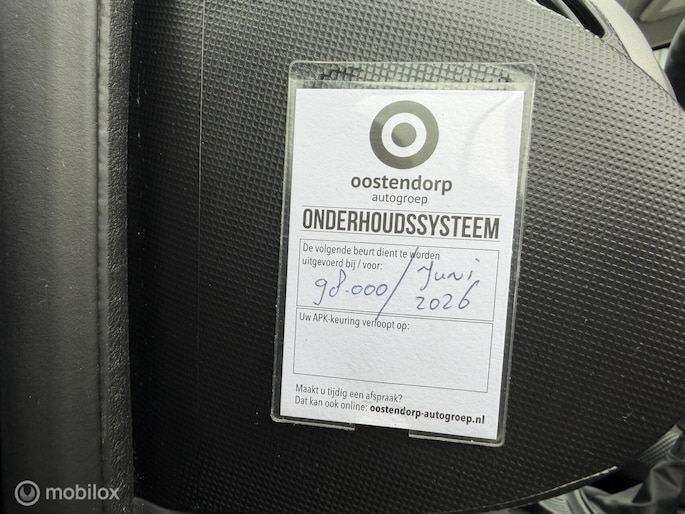 oostendorp
autogroep
ONDERHOUDSSYSTEEM
De volgende beurt dient te worden
uitgevoerd bij / voor:
98.000 / Juni
2026
Uw APK-keuring verloopt op:
Maakt u tijdig een afspraak?
Dat kan ook online: oostendorp-autogroep.nl
mobilox